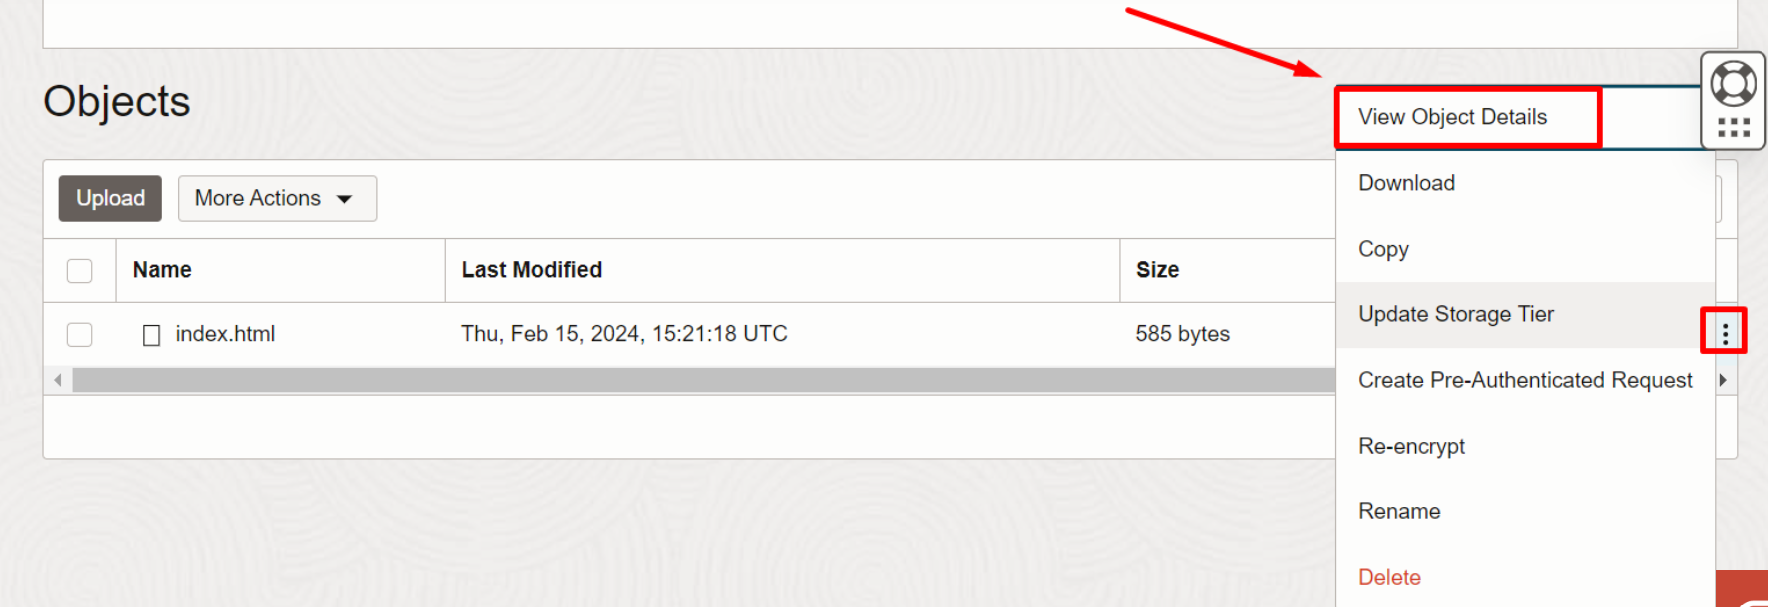 Objects
View Object Details
Upload
More Actions
Download
Copy
Name
Last Modified
Size
Update Storage Tier
index.html
Thu, Feb 15, 2024, 15:21:18 UTC
585 bytes
Create Pre-Authenticated Request
Re-encrypt
Rename
Delete